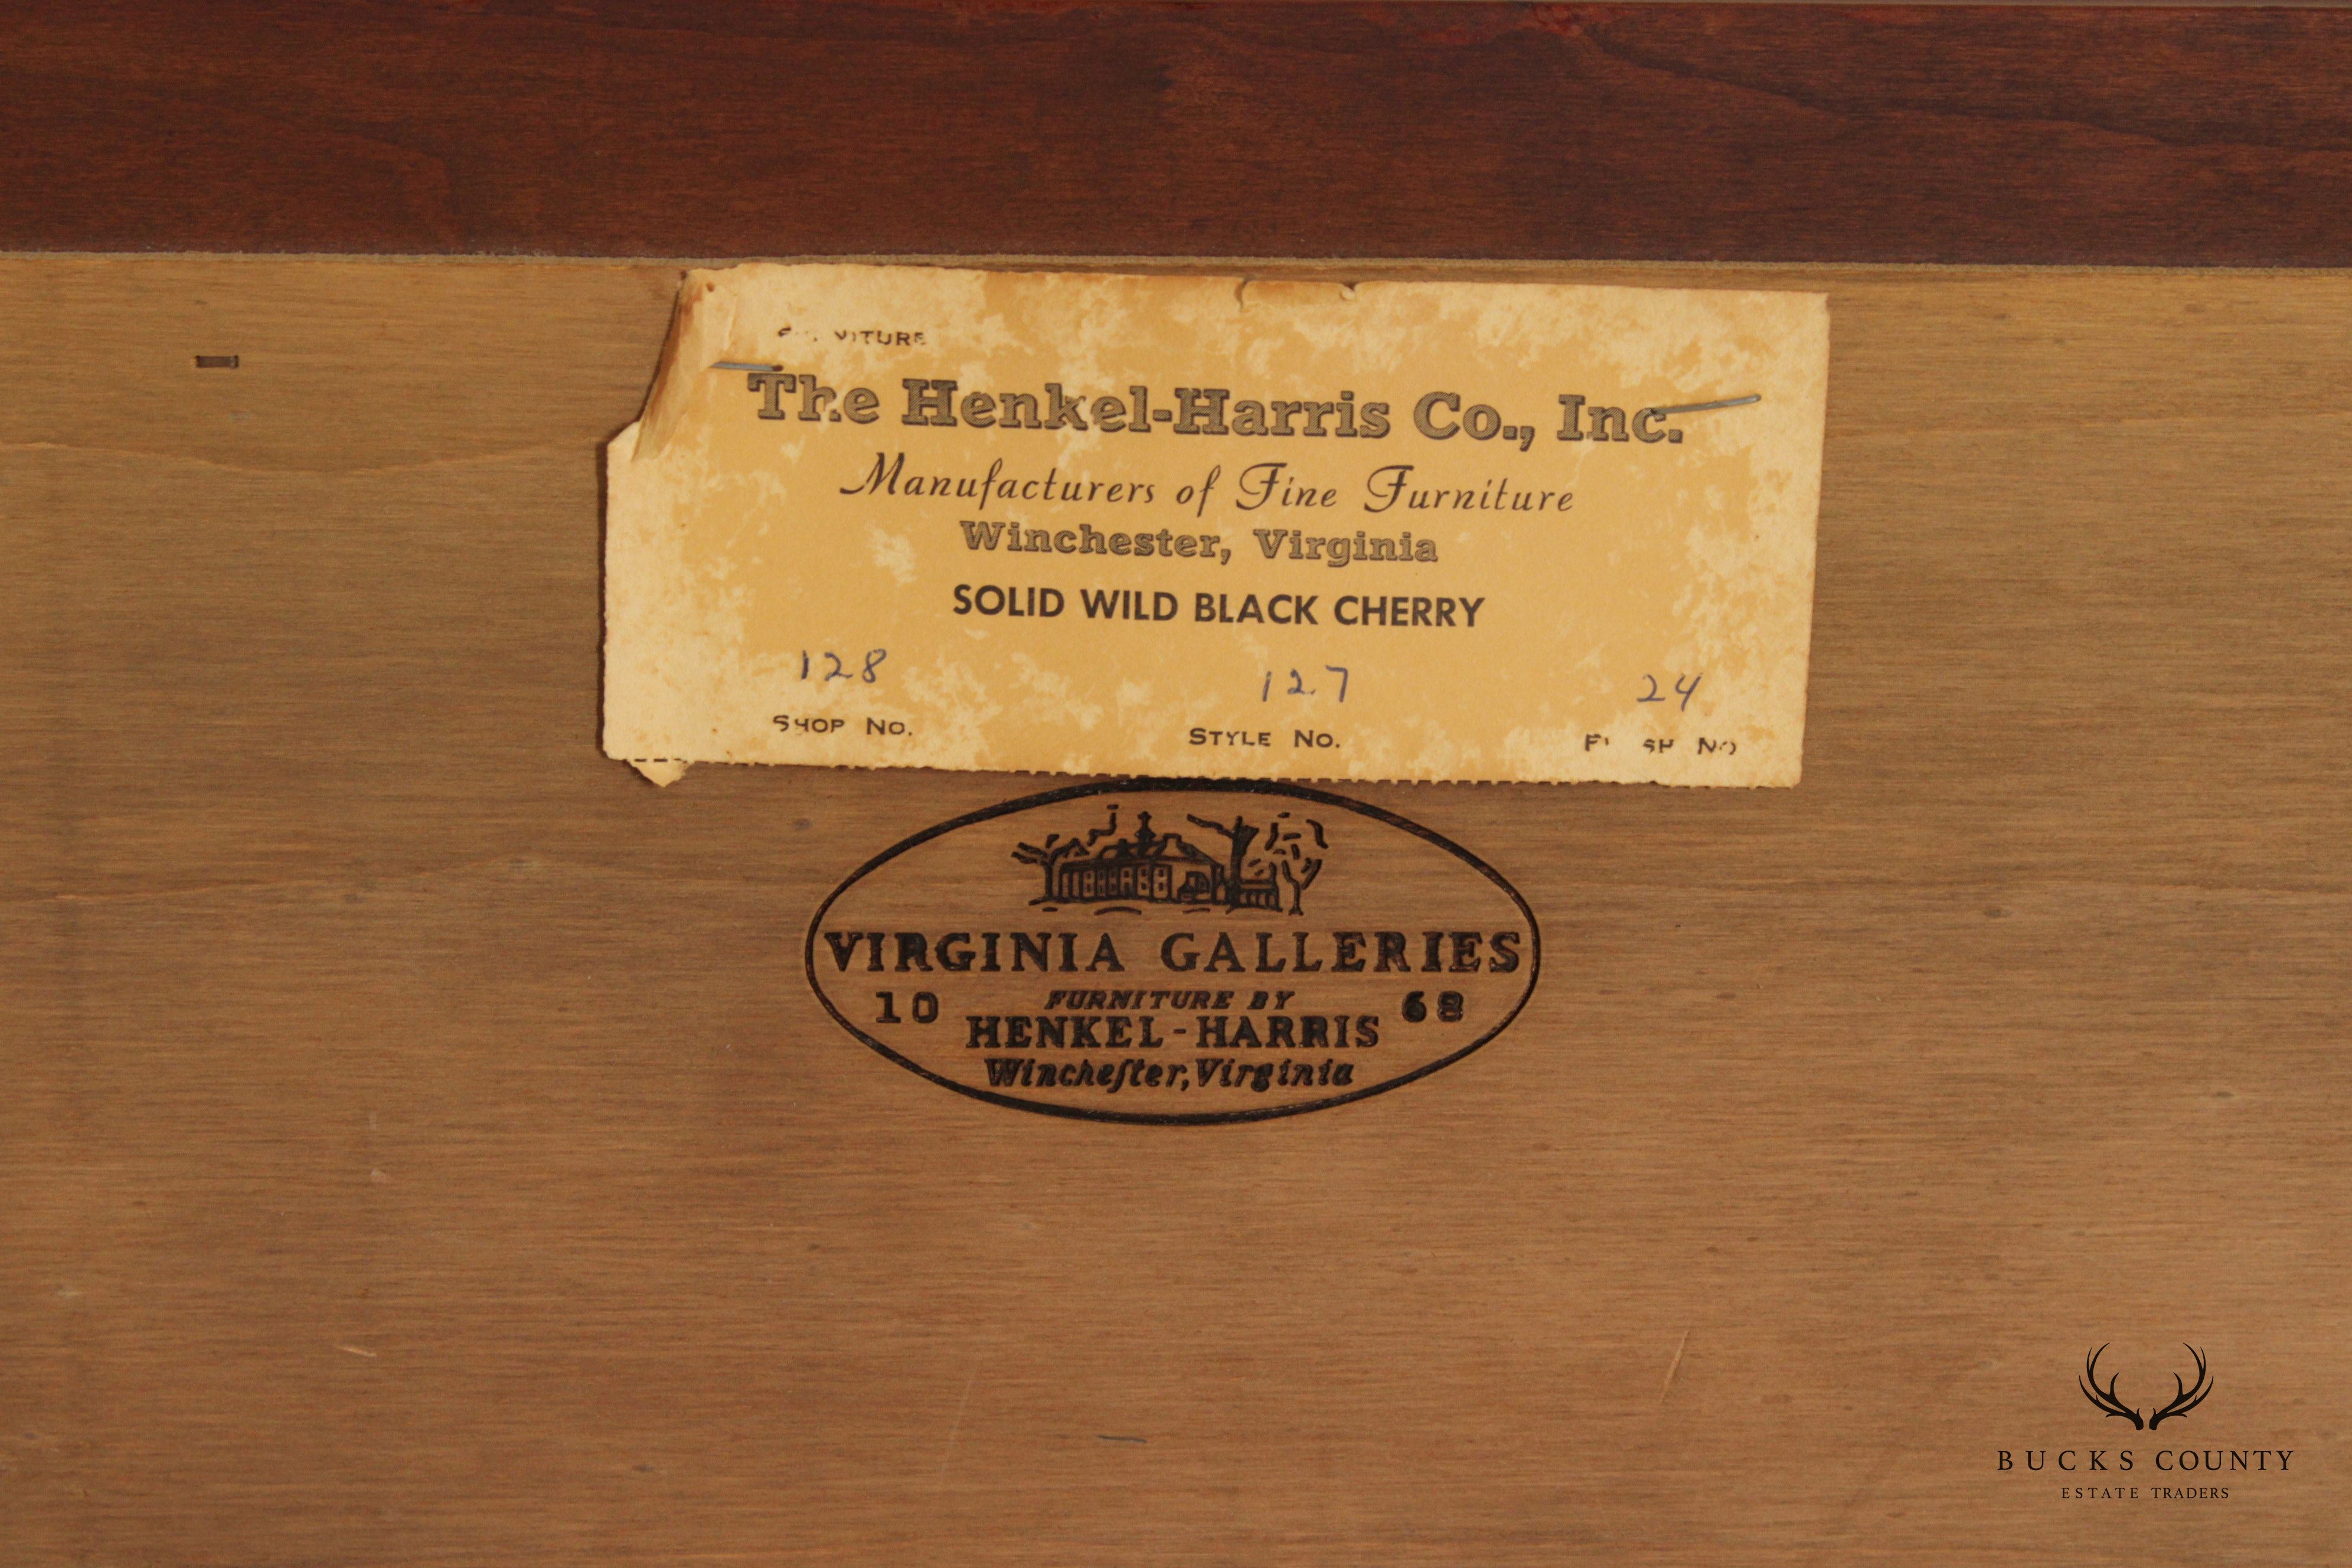 The Henkel-Harris Co., Inc.
Manufacturers of Fine Furniture
Winchester, Virginia
SOLID WILD BLACK CHERRY
128 127 24
SHOP No. STYLE No. No
VIRGINIA GALLERIES
10 FURNITURE BY 68
HENKEL-HARRIS
Wincheſter, Virginia
BUCKS COUNTY
ESTATE TRADERS